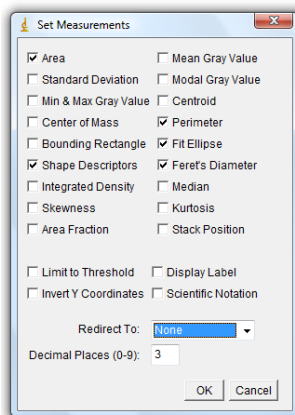 Set Measurements
Area Mean Gray Value
Standard Deviation Modal Gray Value
Min & Max Gray Value Centroid
Center of Mass Perimeter
Bounding Rectangle Fit Ellipse
Shape Descriptors Feret's Diameter
Integrated Density Median
Skewness Kurtosis
Area Fraction Stack Position
Limit to Threshold Display Label
Invert Y Coordinates Scientific Notation
Redirect To: None
Decimal Places (0-9): 3
OK Cancel